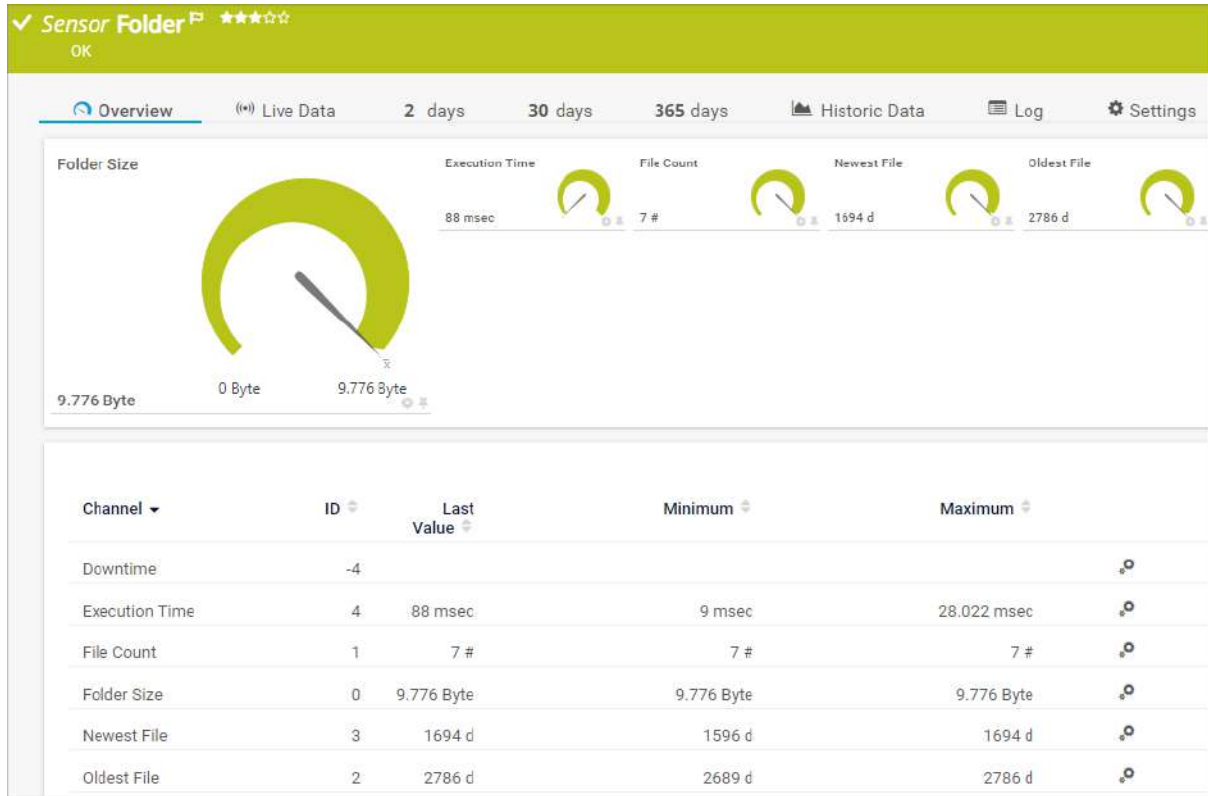 Sensor Folder
OK
Overview Live Data 2 days 30 days 365 days Historic Data Log Settings
Folder Size
Execution Time
File Count
Newest File
Oldest File
88 msec
7 #
1694 d
2786 d
x
0 Byte
9.776 Byte
9.776 Byte
Channel ID Last Value Minimum Maximum
Downtime -4
Execution Time 4 88 msec 9 msec 28.022 msec
File Count 1 7 # 7 # 7 #
Folder Size 0 9.776 Byte 9.776 Byte 9.776 Byte
Newest File 3 1694 d 1596 d 1694 d
Oldest File 2 2786 d 2689 d 2786 d